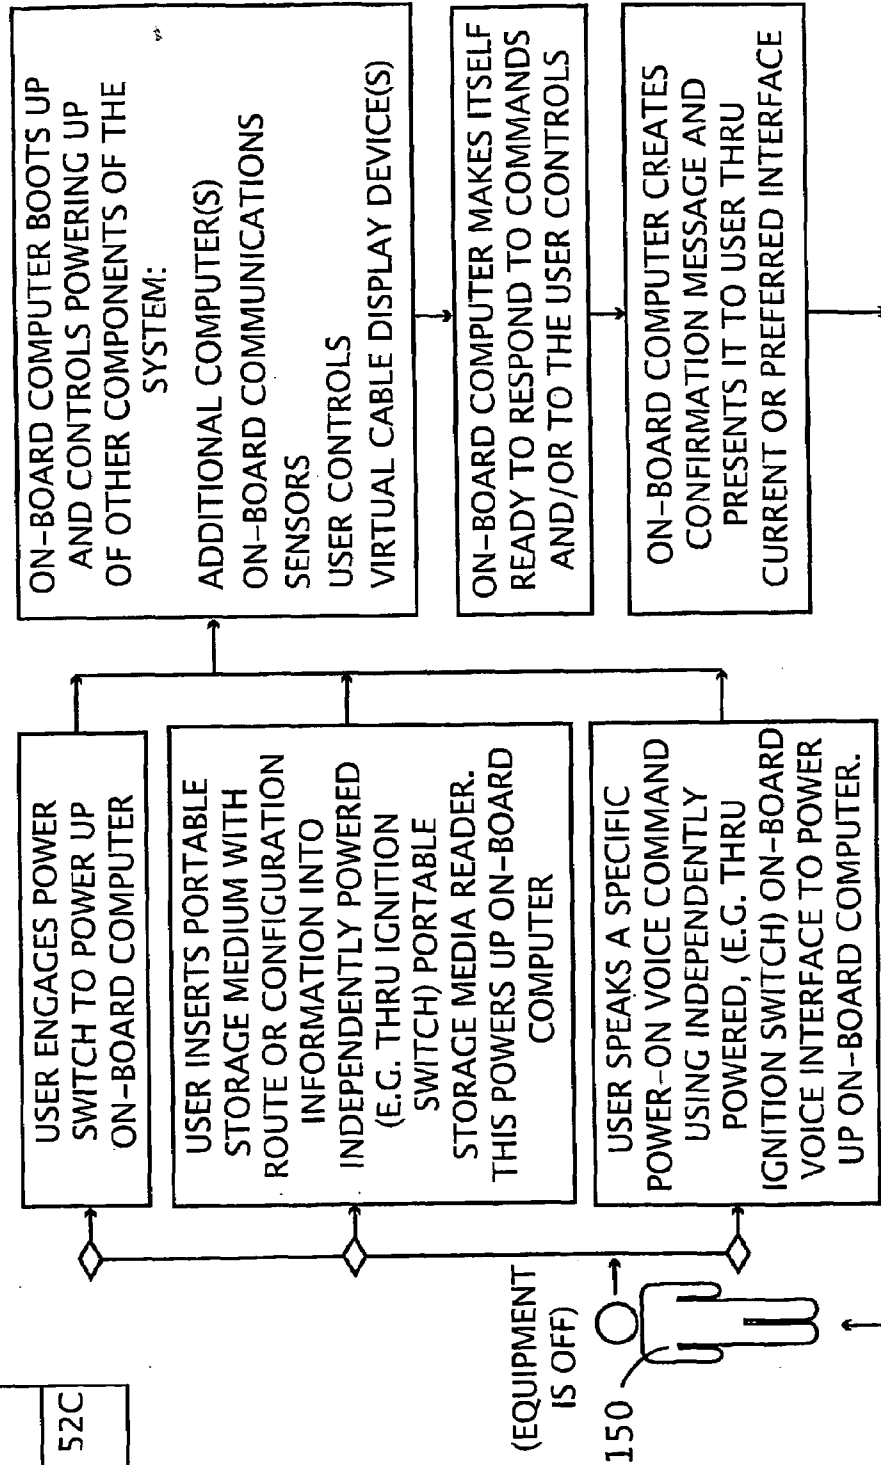 52C
(EQUIPMENT
IS OFF)
150
USER ENGAGES POWER
SWITCH TO POWER UP
ON-BOARD COMPUTER
USER INSERTS PORTABLE
STORAGE MEDIUM WITH
ROUTE OR CONFIGURATION
INFORMATION INTO
INDEPENDENTLY POWERED
(E.G. THRU IGNITION
SWITCH) PORTABLE
STORAGE MEDIA READER.
THIS POWERS UP ON-BOARD
COMPUTER
USER SPEAKS A SPECIFIC
POWER-ON VOICE COMMAND
USING INDEPENDENTLY
POWERED, (E.G. THRU
IGNITION SWITCH) ON-BOARD
VOICE INTERFACE TO POWER
UP ON-BOARD COMPUTER.
ON-BOARD COMPUTER BOOTS UP
AND CONTROLS POWERING UP
OF OTHER COMPONENTS OF THE
SYSTEM:
ADDITIONAL COMPUTER(S)
ON-BOARD COMMUNICATIONS
SENSORS
USER CONTROLS
VIRTUAL CABLE DISPLAY DEVICE(S)
ON-BOARD COMPUTER MAKES ITSELF
READY TO RESPOND TO COMMANDS
AND/OR TO THE USER CONTROLS
ON-BOARD COMPUTER CREATES
CONFIRMATION MESSAGE AND
PRESENTS IT TO USER THRU
CURRENT OR PREFERRED INTERFACE